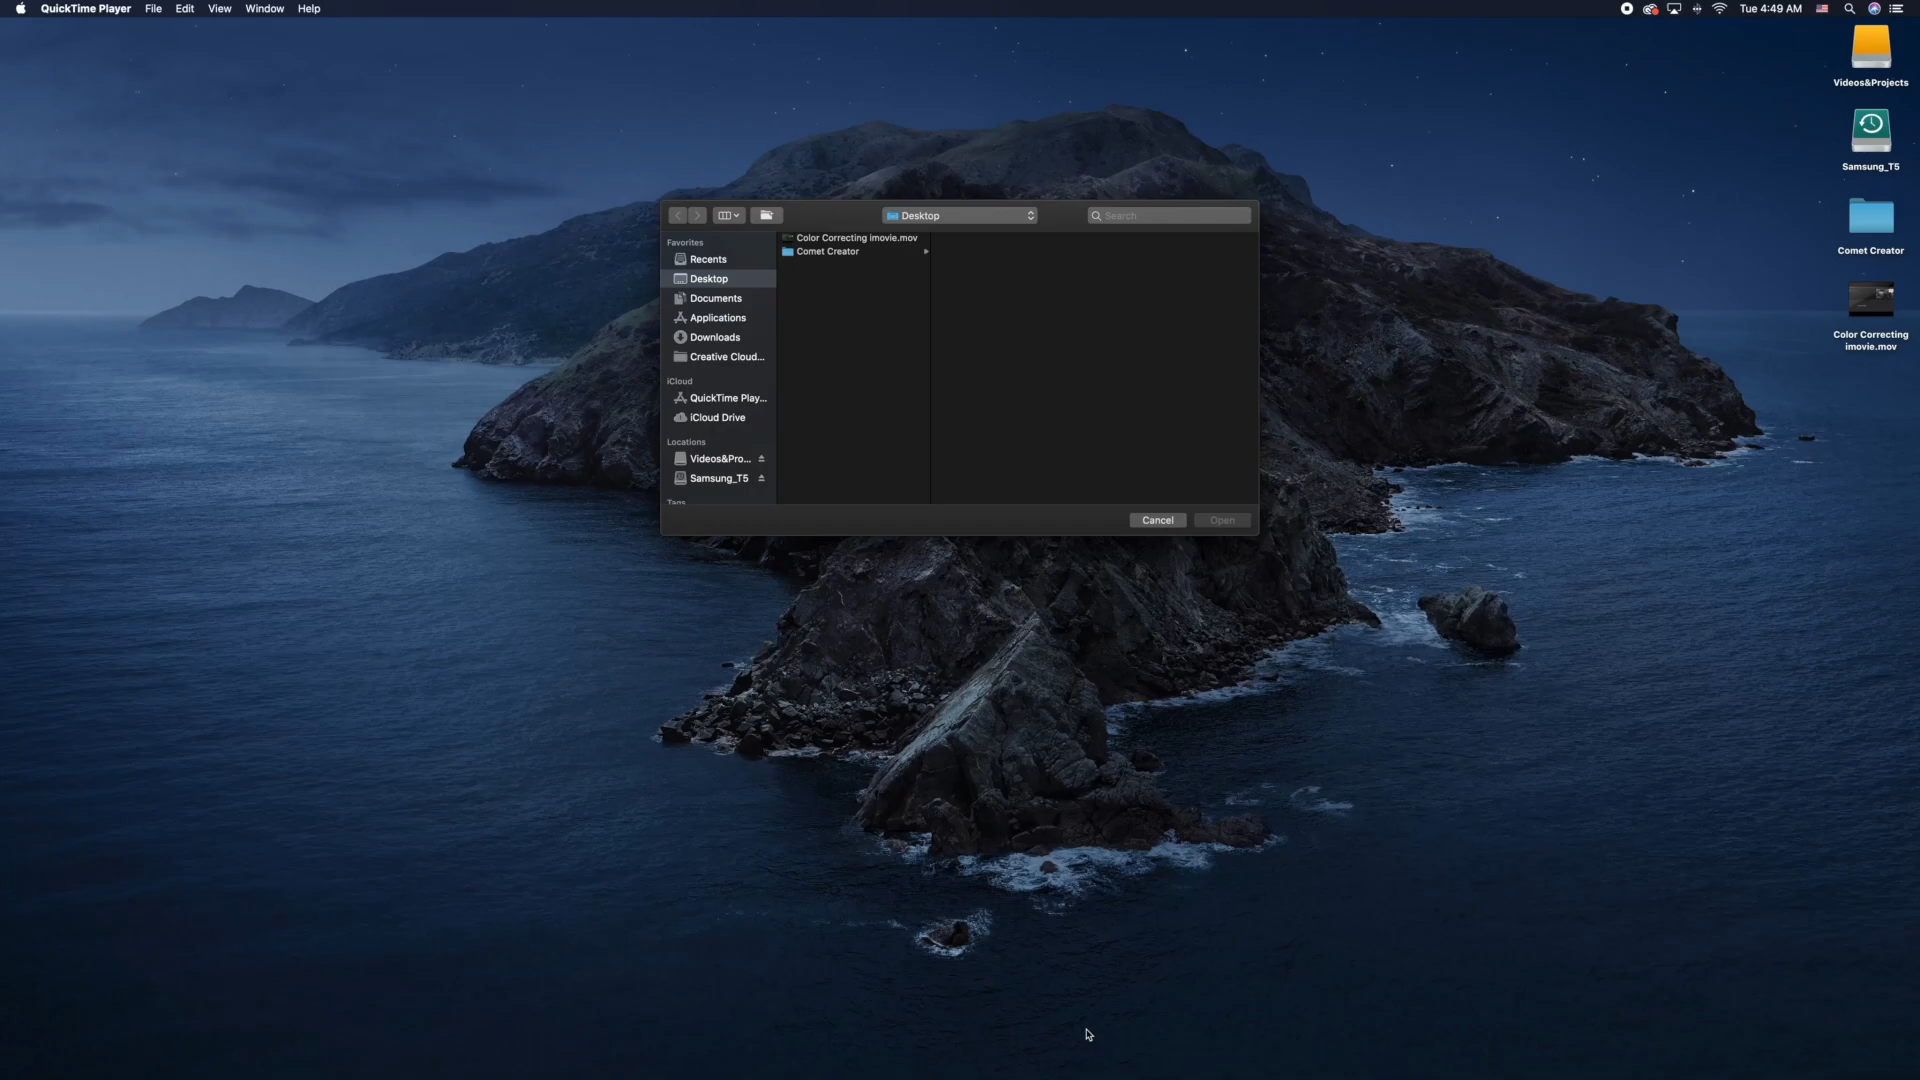 QuickTime Player File Edit View Window Help
Tue 4:49 AM
Videos&Projects
Samsung_T5
Comet Creator
Color Correcting
imovie.mov
Desktop
Search
Favorites
Recents
Desktop
Documents
Applications
Downloads
Creative Cloud...
iCloud
QuickTime Play...
iCloud Drive
Locations
Videos&Pro...
Samsung_T5
Tags
Color Correcting imovie.mov
Comet Creator
Cancel
Open